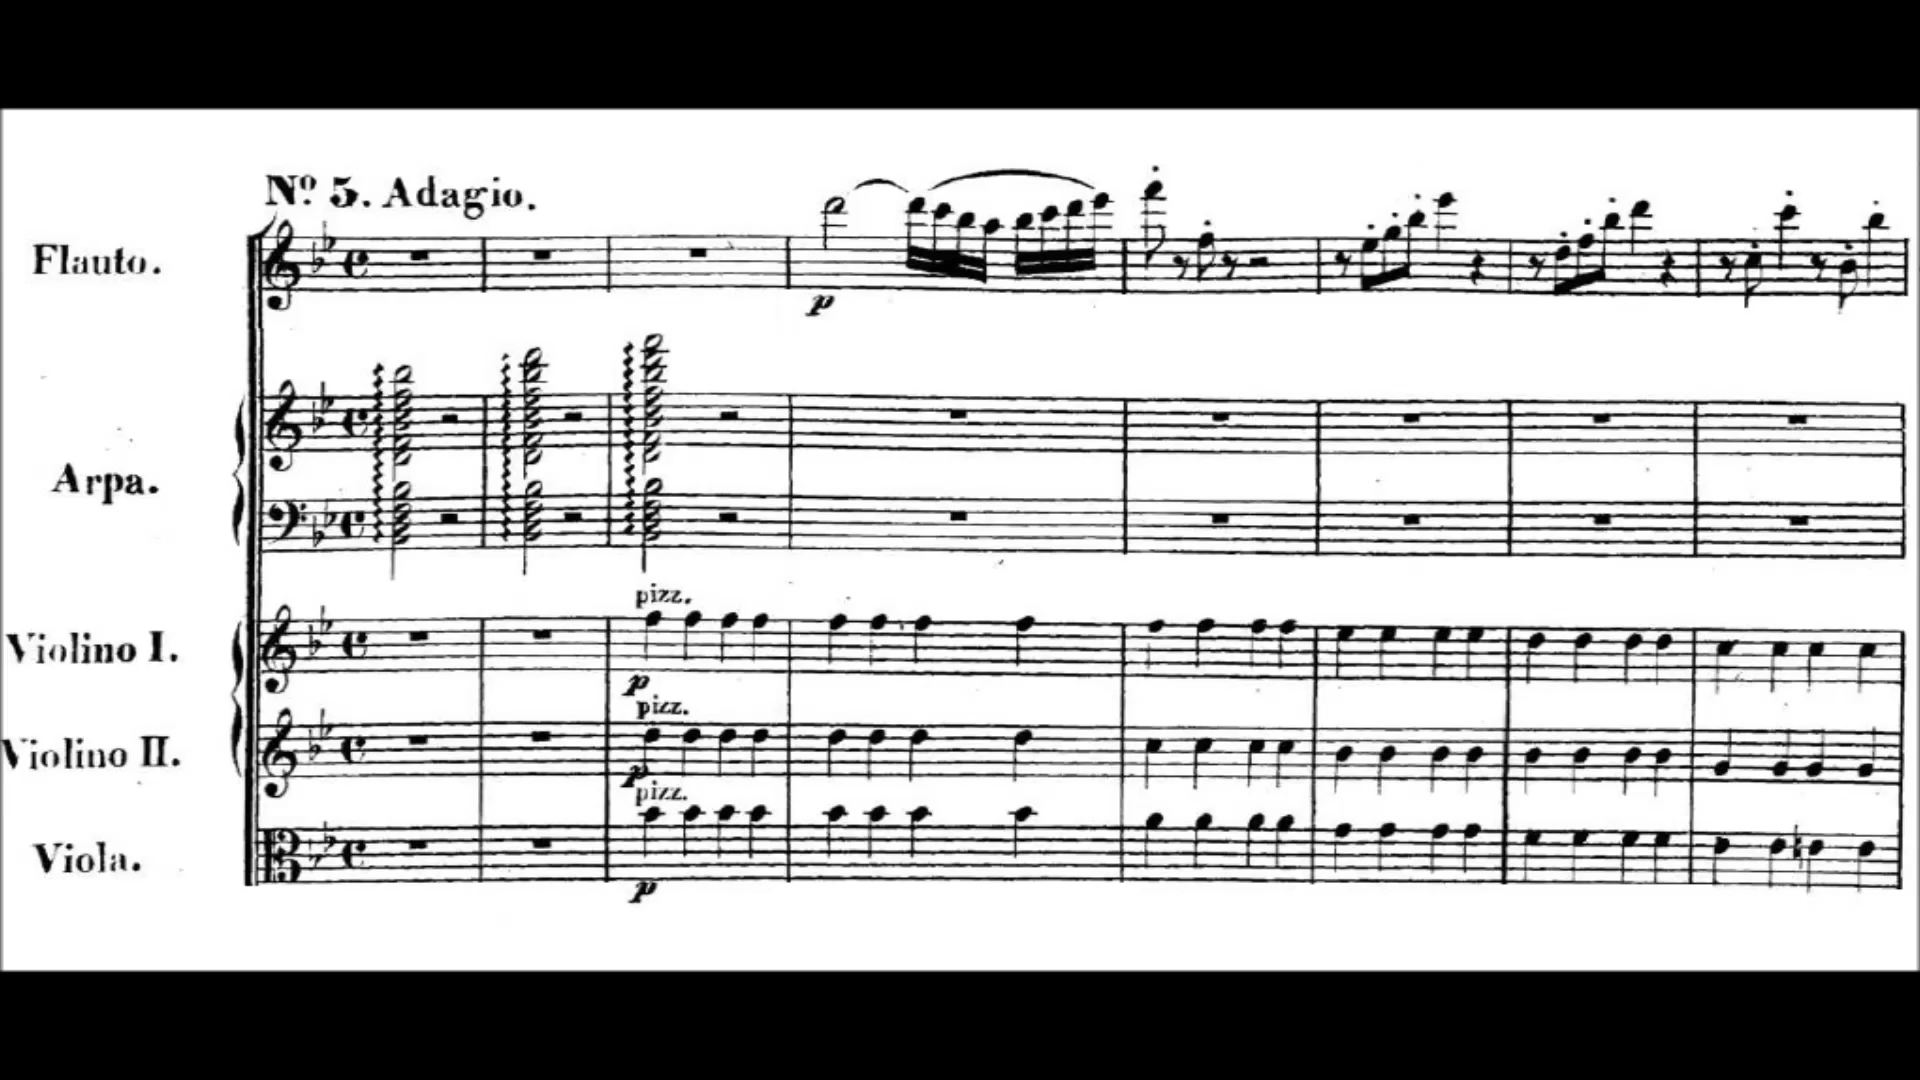 Nº 5. Adagio.
Flauto.
p
Arpa.
pizz.
Violino I.
p
pizz.
Violino II.
p
pizz.
Viola.
p